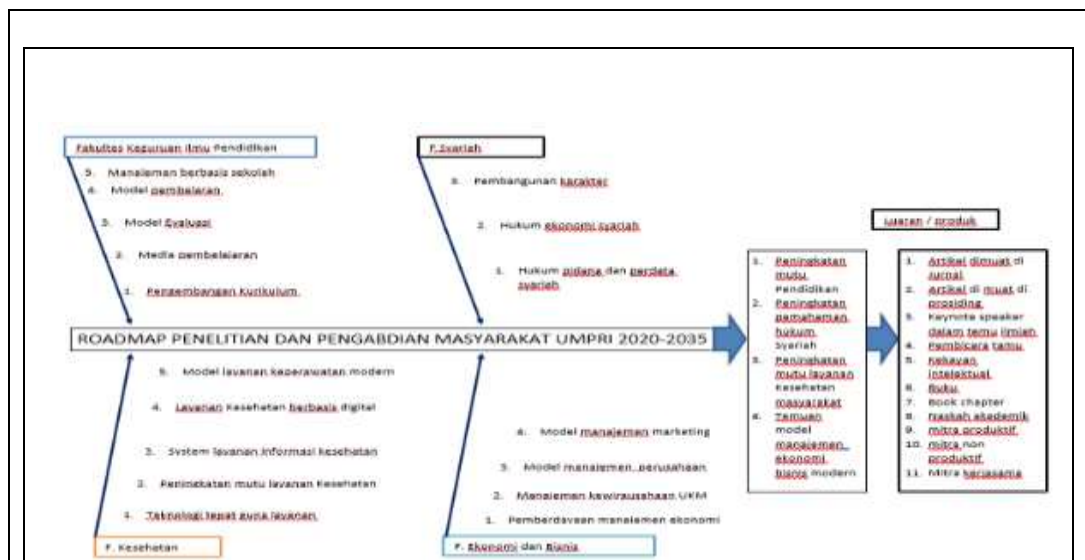 Fakultas Keguruan Ilmu Pendidikan
5. Manajemen berbasis sekolah
4. Model pembelajaran
3. Model Evaluasi
2. Media pembelajaran
1. Pengembangan Kurikulum
F.Syariah
3. Pembangunan karakter
2. Hukum ekonomi syariah
1. Hukum pidana dan perdata
syariah
ROADMAP PENELITIAN DAN PENGABDIAN MASYARAKAT UMPRI 2020-2035
5. Model layanan keperawatan modern
4. Layanan Kesehatan berbasis digital
3. System layanan informasi kesehatan
2. Peningkatan mutu layanan Kesehatan
1. Teknologi tepat guna layanan
F. Kesehatan
4. Model manajemen marketing
3. Model manajemen perusahaan
2. Manajemen kewirausahaan UKM
1. Pemberdayaan manajemen ekonomi
F. Ekonomi dan Bisnis
1. Peningkatan
mutu
Pendidikan
2. Peningkatan
pemahaman
hukum
Syariah
3. Peningkatan
mutu layanan
Kesehatan
masyarakat
4. Temuan
model
manajemen
ekonomi
bisnis modern
Luaran / produk
1. Artikel dimuat di
jurnal
2. Artikel di muat di
prosiding
3. Keynote speaker
dalam temu ilmiah
4. Pembicara tamu
5. Kekayan
intelektual
6. Buku
7. Book chapter
8. Naskah akademik
9. mitra produktif
10. mitra non
produktif
11. Mitra kerjasama